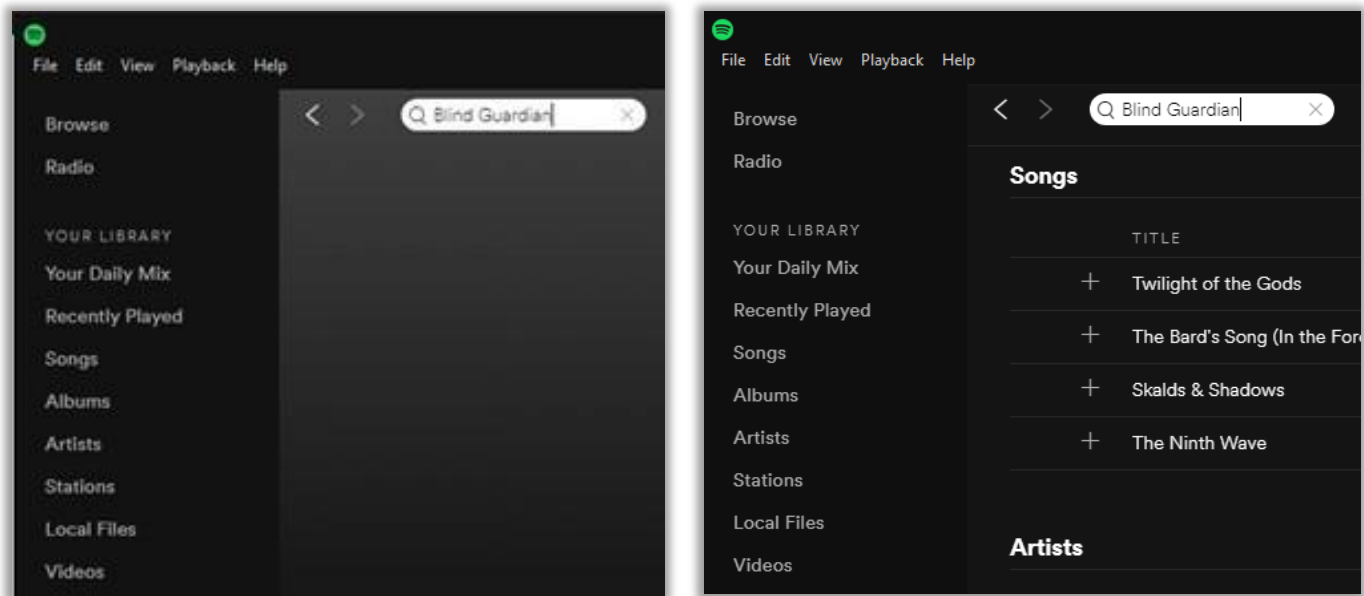 File Edit View Playback Help
Blind Guardian
Browse
Radio
YOUR LIBRARY
Your Daily Mix
Recently Played
Songs
Albums
Artists
Stations
Local Files
Videos
File Edit View Playback Help
Blind Guardian
Browse
Radio
YOUR LIBRARY
Your Daily Mix
Recently Played
Songs
Albums
Artists
Stations
Local Files
Videos
Songs
TITLE
Twilight of the Gods
The Bard's Song (In the
Skalds & Shadows
The Ninth Wave
Artists